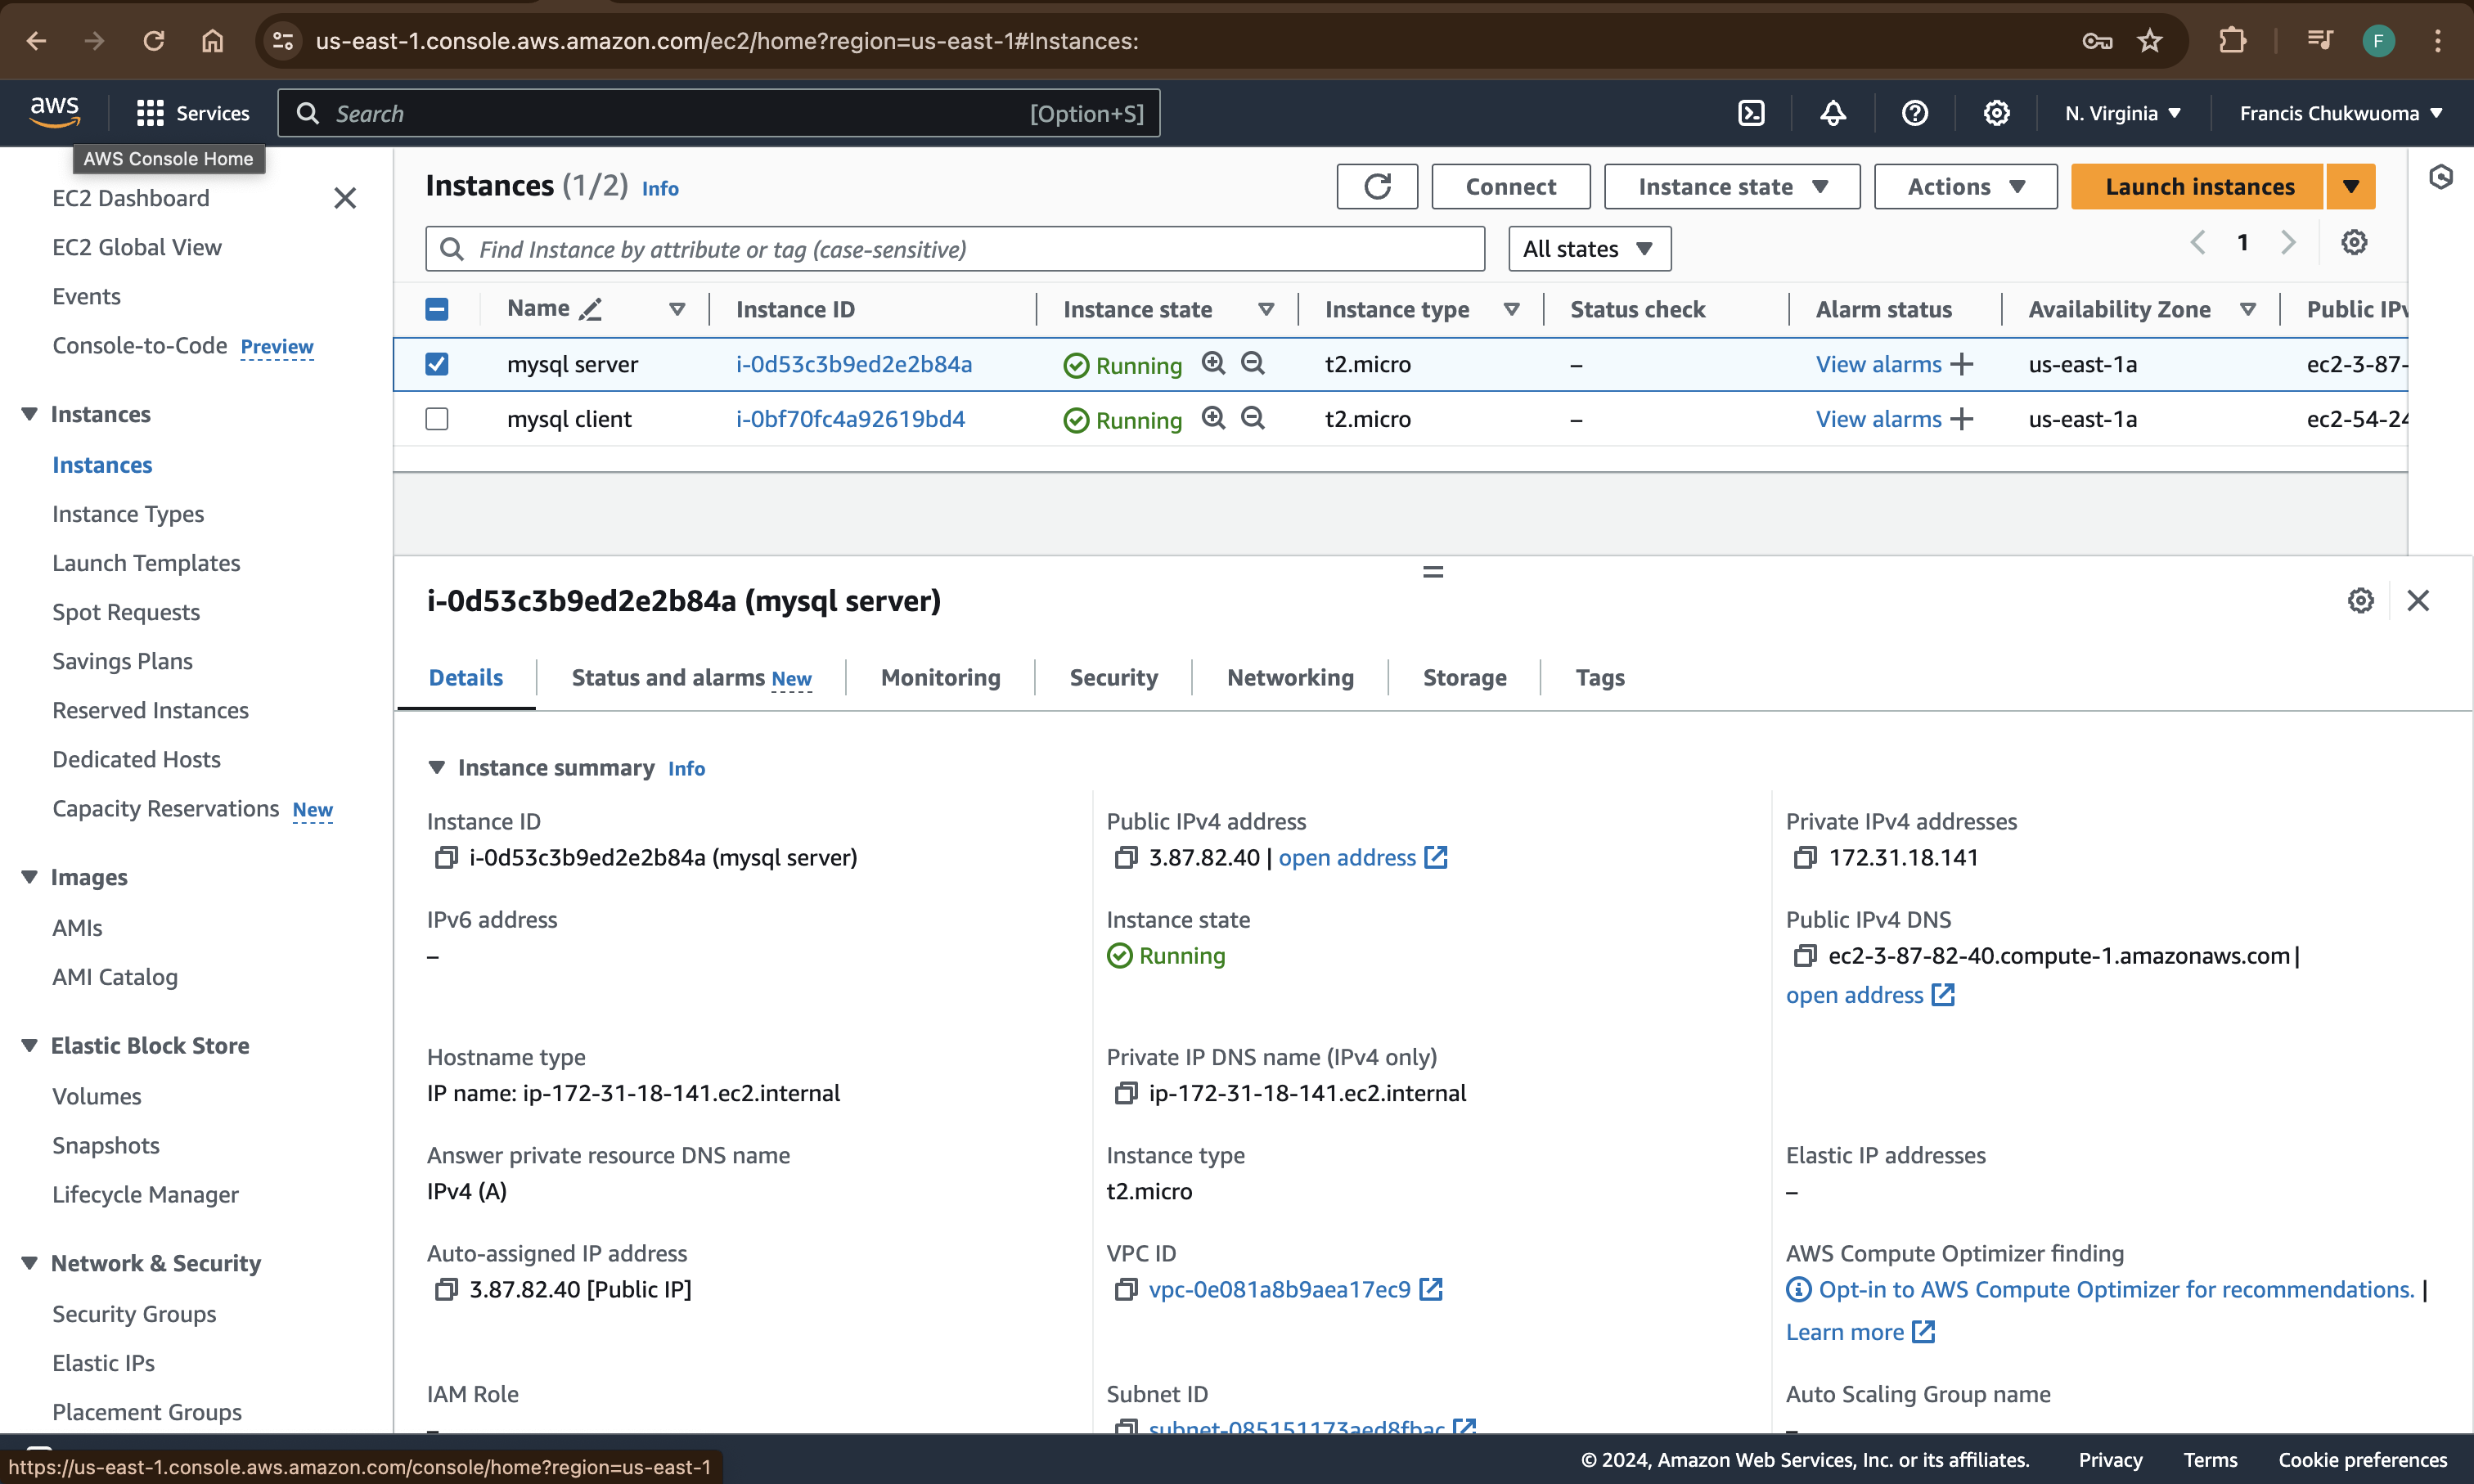 us-east-1.console.aws.amazon.com/ec2/home?region=us-east-1#Instances:
F
aws
Services
Search
[Option+S]
N. Virginia
Francis Chukwuoma
AWS Console Home
EC2 Dashboard
EC2 Global View
Events
Console-to-Code Preview
Instances
Instances
Instance Types
Launch Templates
Spot Requests
Savings Plans
Reserved Instances
Dedicated Hosts
Capacity Reservations New
Images
AMIs
AMI Catalog
Elastic Block Store
Volumes
Snapshots
Lifecycle Manager
Network & Security
Security Groups
Elastic IPs
Placement Groups
Instances (1/2) Info
Connect
Instance state
Actions
Launch instances
Find Instance by attribute or tag (case-sensitive)
All states
1
Name Instance ID Instance state Instance type Status check Alarm status Availability Zone Public IPv
mysql server i-0d53c3b9ed2e2b84a Running t2.micro – View alarms us-east-1a ec2-3-87-
mysql client i-0bf70fc4a92619bd4 Running t2.micro – View alarms us-east-1a ec2-54-24
i-0d53c3b9ed2e2b84a (mysql server)
Details Status and alarms New Monitoring Security Networking Storage Tags
Instance summary Info
Instance ID
i-0d53c3b9ed2e2b84a (mysql server)
Public IPv4 address
3.87.82.40 | open address
Private IPv4 addresses
172.31.18.141
IPv6 address
–
Instance state
Running
Public IPv4 DNS
ec2-3-87-82-40.compute-1.amazonaws.com |
open address
Hostname type
IP name: ip-172-31-18-141.ec2.internal
Private IP DNS name (IPv4 only)
ip-172-31-18-141.ec2.internal
Answer private resource DNS name
IPv4 (A)
Instance type
t2.micro
Elastic IP addresses
–
Auto-assigned IP address
3.87.82.40 [Public IP]
VPC ID
vpc-0e081a8b9aea17ec9
AWS Compute Optimizer finding
Opt-in to AWS Compute Optimizer for recommendations. |
Learn more
IAM Role
–
Subnet ID
subnet-085151173aed8fbac
Auto Scaling Group name
–
https://us-east-1.console.aws.amazon.com/console/home?region=us-east-1
© 2024, Amazon Web Services, Inc. or its affiliates.
Privacy
Terms
Cookie preferences